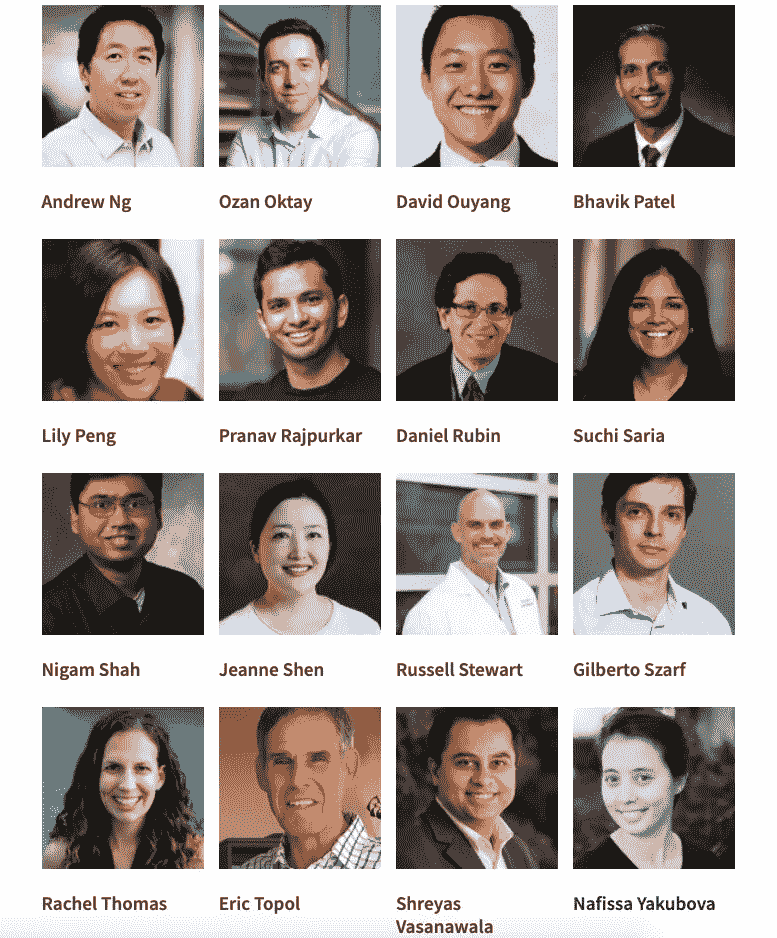 Andrew Ng
Ozan Oktay
David Ouyang
Bhavik Patel
Lily Peng
Pranav Rajpurkar
Daniel Rubin
Suchi Saria
Nigam Shah
Jeanne Shen
Russell Stewart
Gilberto Szarf
Rachel Thomas
Eric Topol
Shreyas
Vasanawala
Nafissa Yakubova